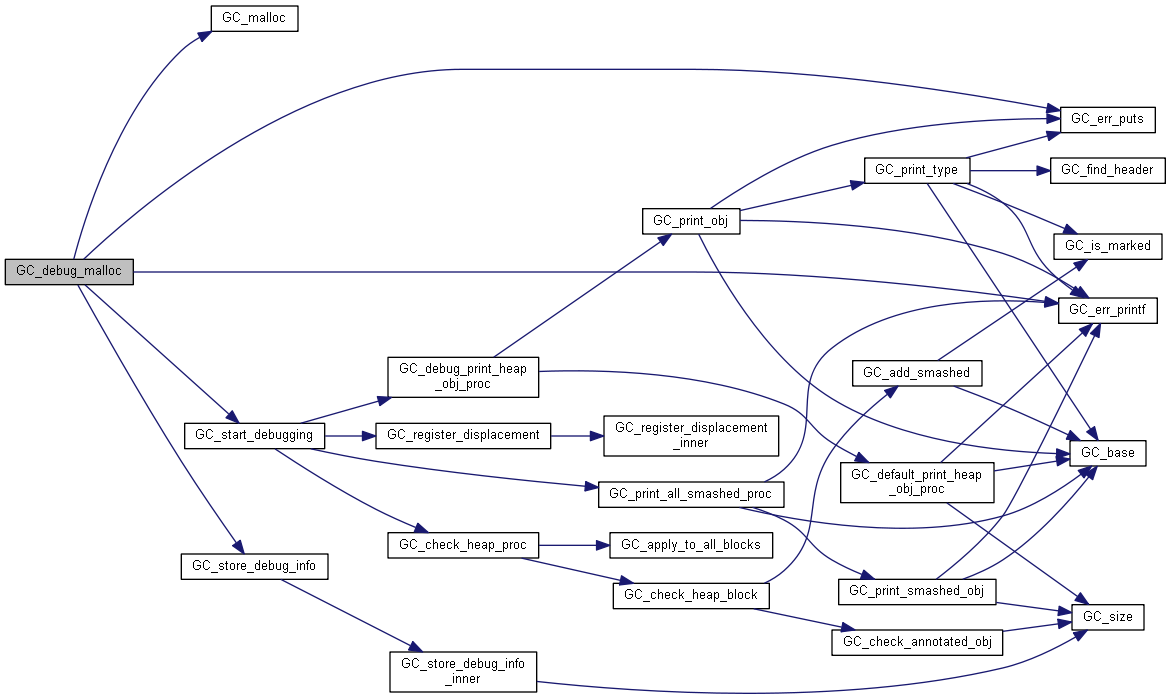 GC_malloc
GC_err_puts
GC_print_type
GC_find_header
GC_print_obj
GC_is_marked
GC_debug_malloc
GC_err_printf
GC_debug_print_heap
_obj_proc
GC_add_smashed
GC_start_debugging
GC_register_displacement
GC_register_displacement
_inner
GC_base
GC_default_print_heap
_obj_proc
GC_print_all_smashed_proc
GC_check_heap_proc
GC_apply_to_all_blocks
GC_store_debug_info
GC_check_heap_block
GC_print_smashed_obj
GC_size
GC_check_annotated_obj
GC_store_debug_info
_inner